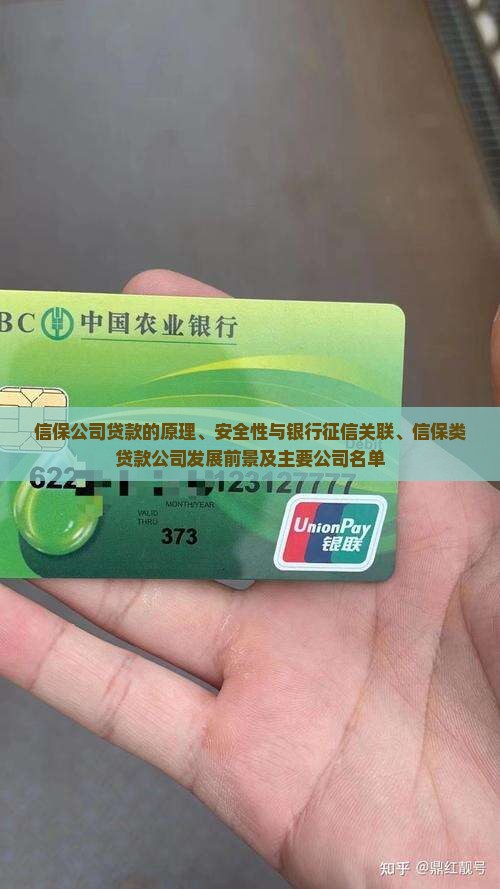 BC 中国农业银行
信保公司贷款的原理、安全性与银行征信关联、信保类
贷款公司发展前景及主要公司名单
622
123127777
MONTH/YEAR
VALID
THRU
373
UnionPay
银联
知乎 @鼎红靓号